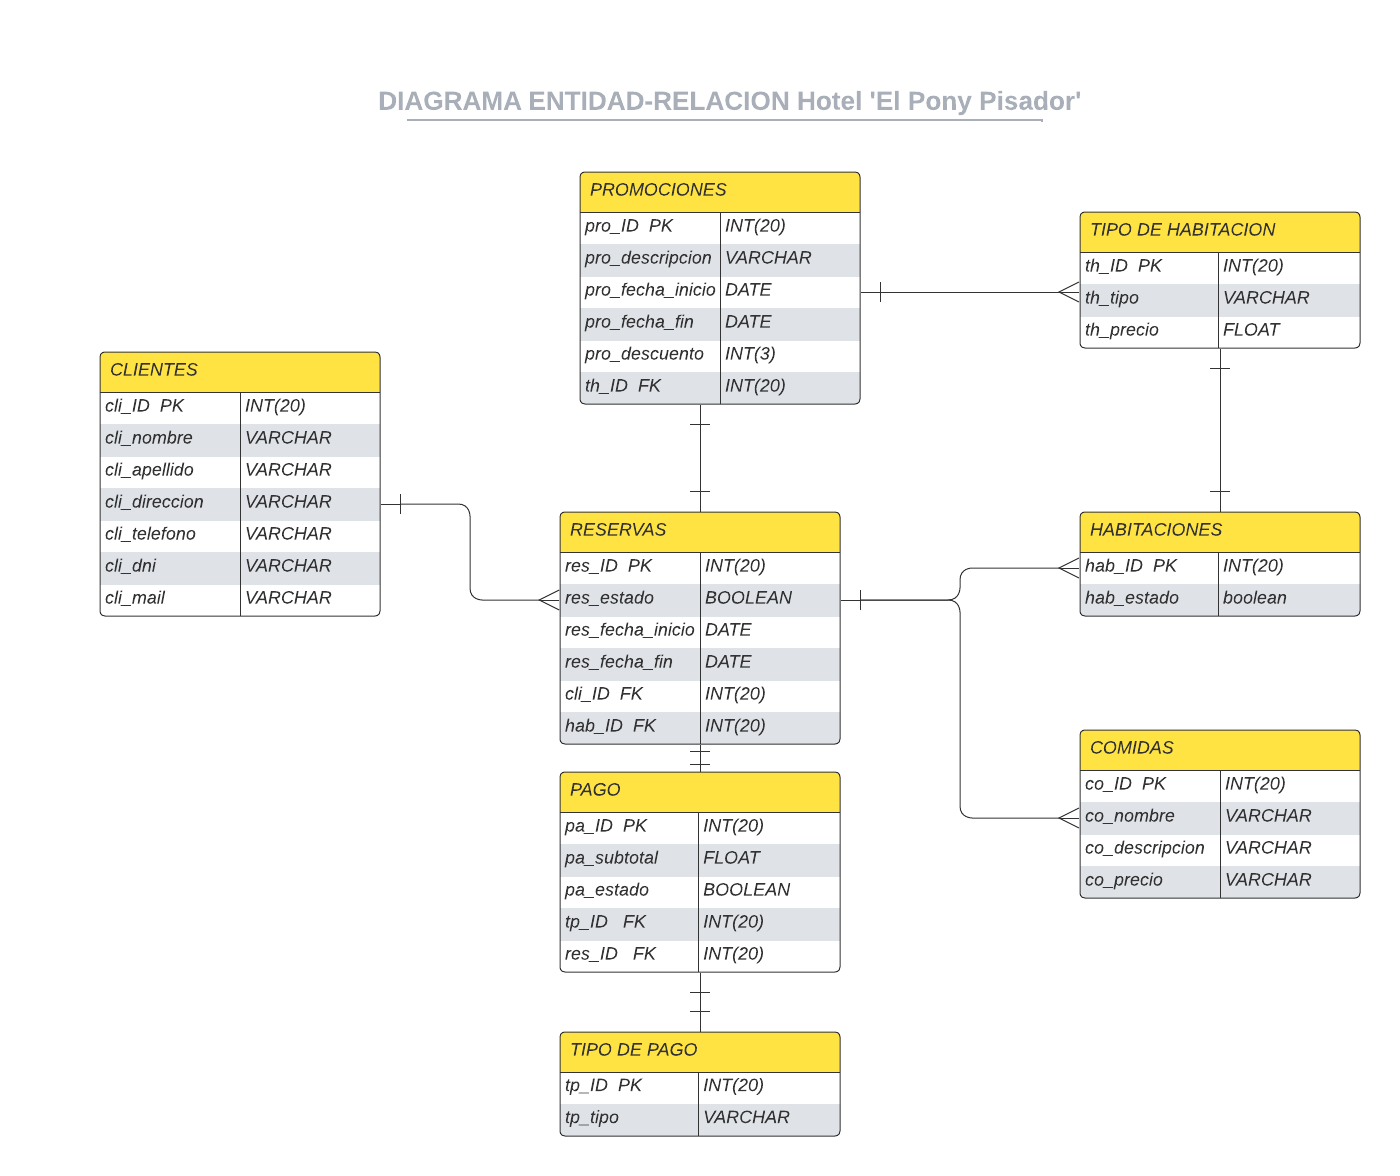 DIAGRAMA ENTIDAD-RELACION Hotel 'El Pony Pisador'
PROMOCIONES
pro_ID PK INT(20)
pro_descripcion VARCHAR
pro_fecha_inicio DATE
pro_fecha_fin DATE
pro_descuento INT(3)
th_ID FK INT(20)
TIPO DE HABITACION
th_ID PK INT(20)
th_tipo VARCHAR
th_precio FLOAT
CLIENTES
cli_ID PK INT(20)
cli_nombre VARCHAR
cli_apellido VARCHAR
cli_direccion VARCHAR
cli_telefono VARCHAR
cli_dni VARCHAR
cli_mail VARCHAR
RESERVAS
res_ID PK INT(20)
res_estado BOOLEAN
res_fecha_inicio DATE
res_fecha_fin DATE
cli_ID FK INT(20)
hab_ID FK INT(20)
HABITACIONES
hab_ID PK INT(20)
hab_estado boolean
COMIDAS
co_ID PK INT(20)
co_nombre VARCHAR
co_descripcion VARCHAR
co_precio VARCHAR
PAGO
pa_ID PK INT(20)
pa_subtotal FLOAT
pa_estado BOOLEAN
tp_ID FK INT(20)
res_ID FK INT(20)
TIPO DE PAGO
tp_ID PK INT(20)
tp_tipo VARCHAR